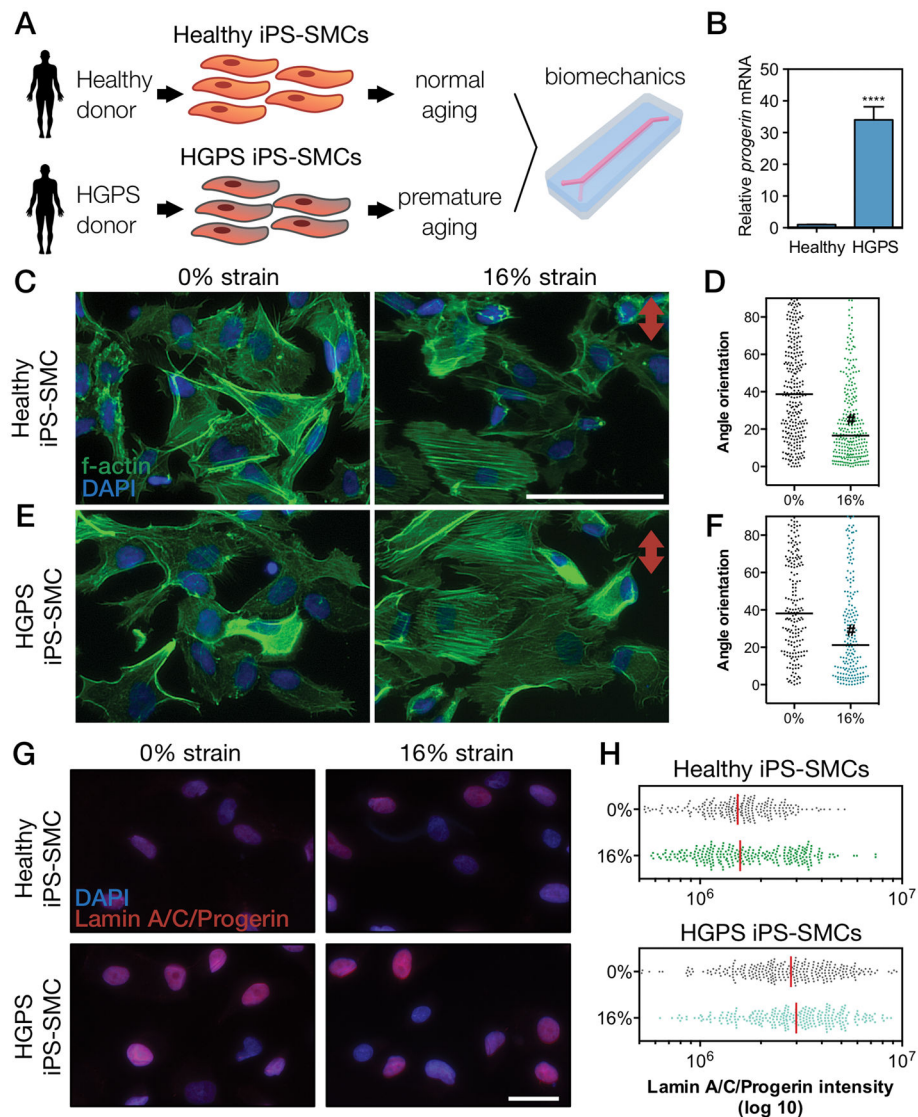 A
Healthy iPS-SMCs
Healthy
donor
normal
aging
HGPS iPS-SMCs
HGPS
donor
premature
aging
biomechanics
B
Relative progerin mRNA
50
40
30
20
10
0
****
Healthy HGPS
C
0% strain
16% strain
Healthy
iPS-SMC
f-actin
DAPI
D
Angle orientation
80
60
40
20
0
#
0% 16%
E
HGPS
iPS-SMC
F
Angle orientation
80
60
40
20
0
#
0% 16%
G
0% strain
16% strain
Healthy
iPS-SMC
DAPI
Lamin A/C/Progerin
HGPS
iPS-SMC
H
Healthy iPS-SMCs
0%
16%
10⁶ 10⁷
HGPS iPS-SMCs
0%
16%
10⁶ 10⁷
Lamin A/C/Progerin intensity
(log 10)